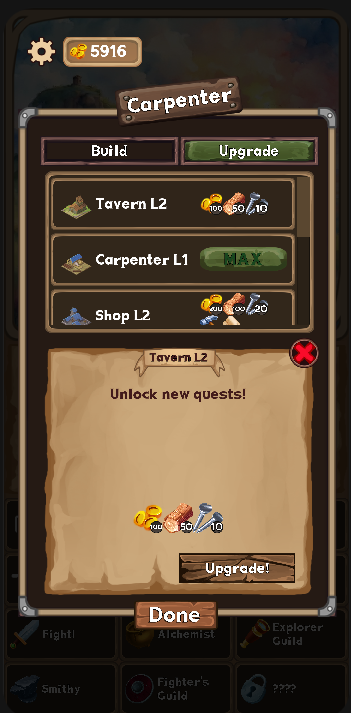 5916
Carpenter
Build
Upgrade
Tavern L2
100 50 10
Carpenter L1
MAX
Shop L2
20
Tavern L2
Unlock new quests!
100 50 10
Upgrade!
Done
Fight!
Alchemist
Explorer
Guild
Smithy
Fighter's
Guild
????